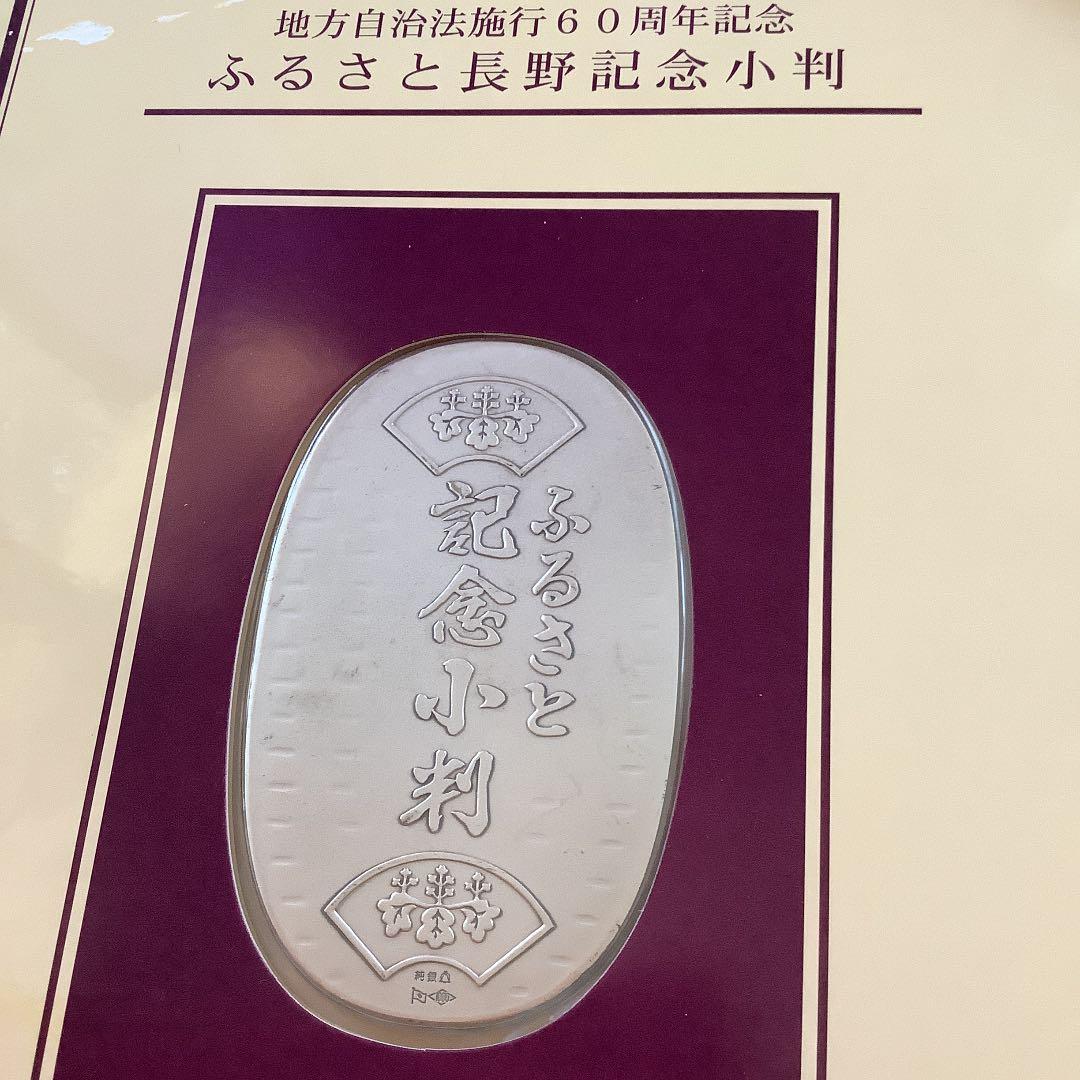 地方自治法施行60周年記念
ふるさと長野記念小判
ふるさと
記念小判
純銀